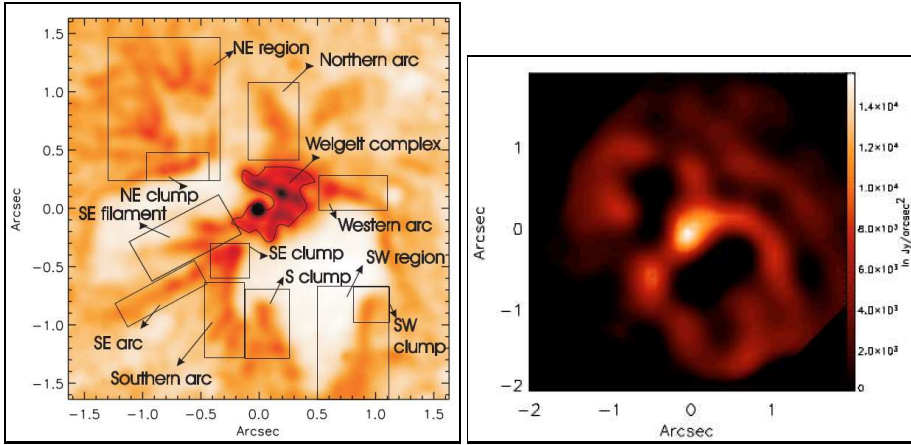 1.5
1.0
0.5
0.0
−0.5
−1.0
−1.5
Arcsec
NE region
Northern arc
Weigelt complex
NE clump
SE filament
Western arc
SE clump
SW region
S clump
SE arc
SW
clump
Southern arc
−1.5 −1.0 −0.5 0.0 0.5 1.0 1.5
Arcsec
1
0
−1
−2
Arcsec
−2 −1 0 1
Arcsec
1.4×10⁴
1.2×10⁴
1.0×10⁴
8.0×10³
6.0×10³
4.0×10³
2.0×10³
0
In Jy/arcsec²